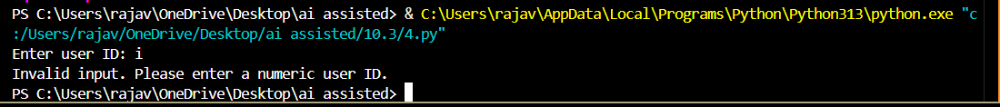 PS C:\Users\rajav\OneDrive\Desktop\ai assisted> & C:\Users\rajav\AppData\Local\Programs\Python\Python313\python.exe "c
:/Users/rajav/OneDrive/Desktop/ai assisted/10.3/4.py"
Enter user ID: i
Invalid input. Please enter a numeric user ID.
PS C:\Users\rajav\OneDrive\Desktop\ai assisted>